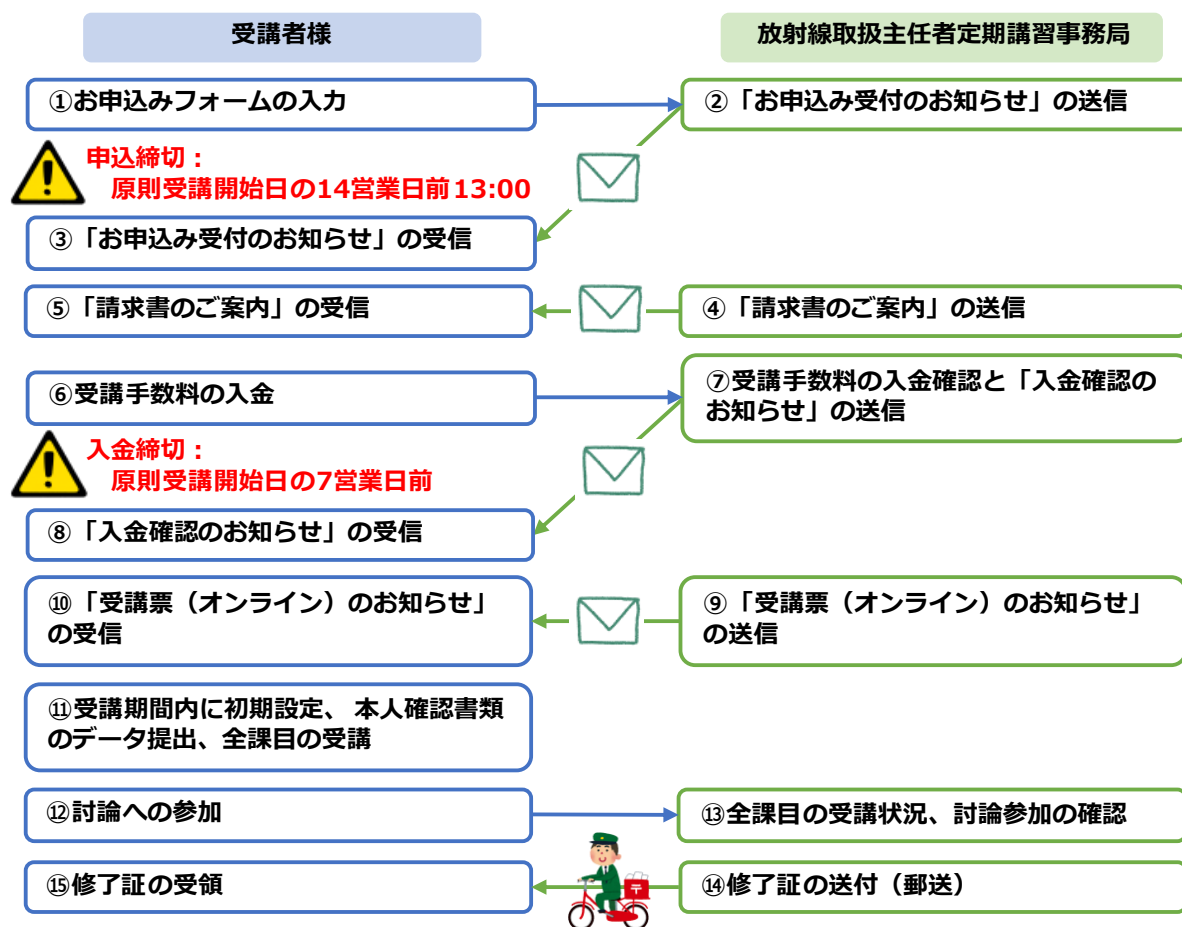 受講者様
放射線取扱主任者定期講習事務局
①お申込みフォームの入力
②「お申込み受付のお知らせ」の送信
申込締切：
原則受講開始日の14営業日前13:00
③「お申込み受付のお知らせ」の受信
④「請求書のご案内」の送信
⑤「請求書のご案内」の受信
⑥受講手数料の入金
⑦受講手数料の入金確認と「入金確認の
お知らせ」の送信
入金締切：
原則受講開始日の7営業日前
⑧「入金確認のお知らせ」の受信
⑨「受講票（オンライン）のお知らせ」
の送信
⑩「受講票（オンライン）のお知らせ」
の受信
⑪受講期間内に初期設定、 本人確認書類
のデータ提出、全課目の受講
⑫討論への参加
⑬全課目の受講状況、討論参加の確認
⑭修了証の送付（郵送）
⑮修了証の受領